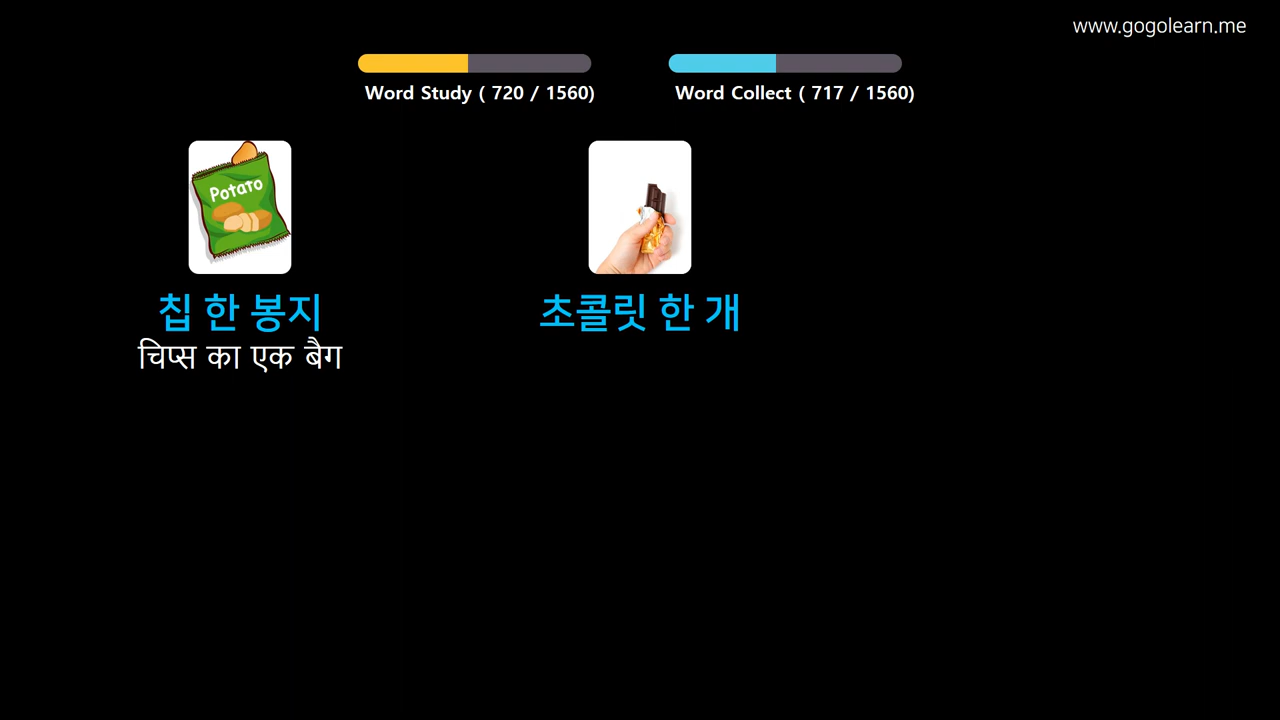 www.gogolearn.me
Word Study ( 720 / 1560)
Word Collect ( 717 / 1560)
Potato
칩 한 봉지
चिप्स का एक बैग
초콜릿 한 개